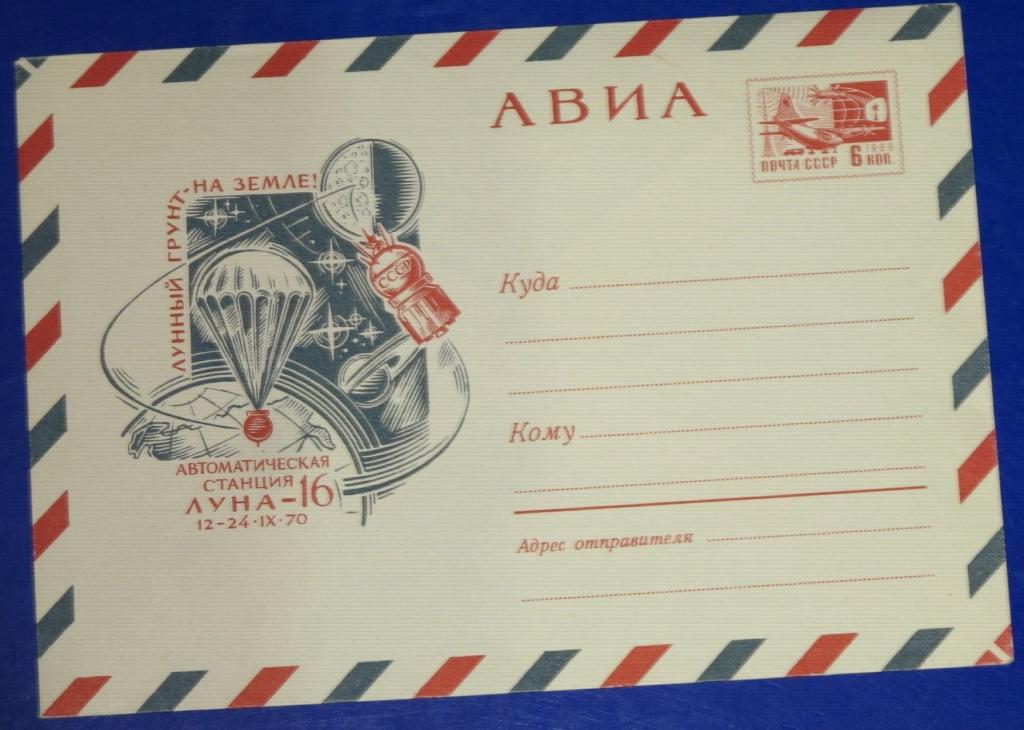 АВИА
1966
ПОЧТА СССР 6 КОП.
ЛУННЫЙ ГРУНТ НА ЗЕМЛЕ!
СССР
АВТОМАТИЧЕСКАЯ
СТАНЦИЯ
ЛУНА-16
12-24·IX·70
Куда
Кому
Адрес отправителя